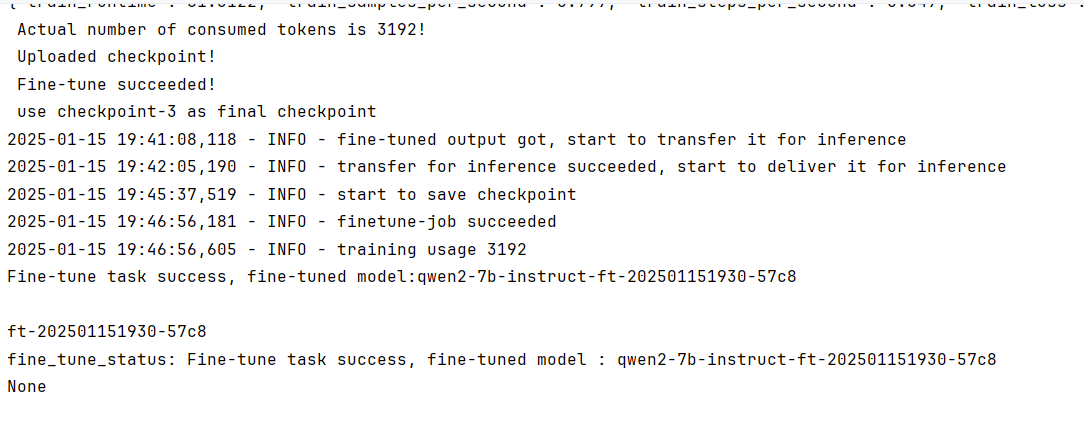 Actual number of consumed tokens is 3192!
Uploaded checkpoint!
Fine-tune succeeded!
use checkpoint-3 as final checkpoint
2025-01-15 19:41:08,118 - INFO - fine-tuned output got, start to transfer it for inference
2025-01-15 19:42:05,190 - INFO - transfer for inference succeeded, start to deliver it for inference
2025-01-15 19:45:37,519 - INFO - start to save checkpoint
2025-01-15 19:46:56,181 - INFO - finetune-job succeeded
2025-01-15 19:46:56,605 - INFO - training usage 3192
Fine-tune task success, fine-tuned model:qwen2-7b-instruct-ft-202501151930-57c8
ft-202501151930-57c8
fine_tune_status: Fine-tune task success, fine-tuned model : qwen2-7b-instruct-ft-202501151930-57c8
None